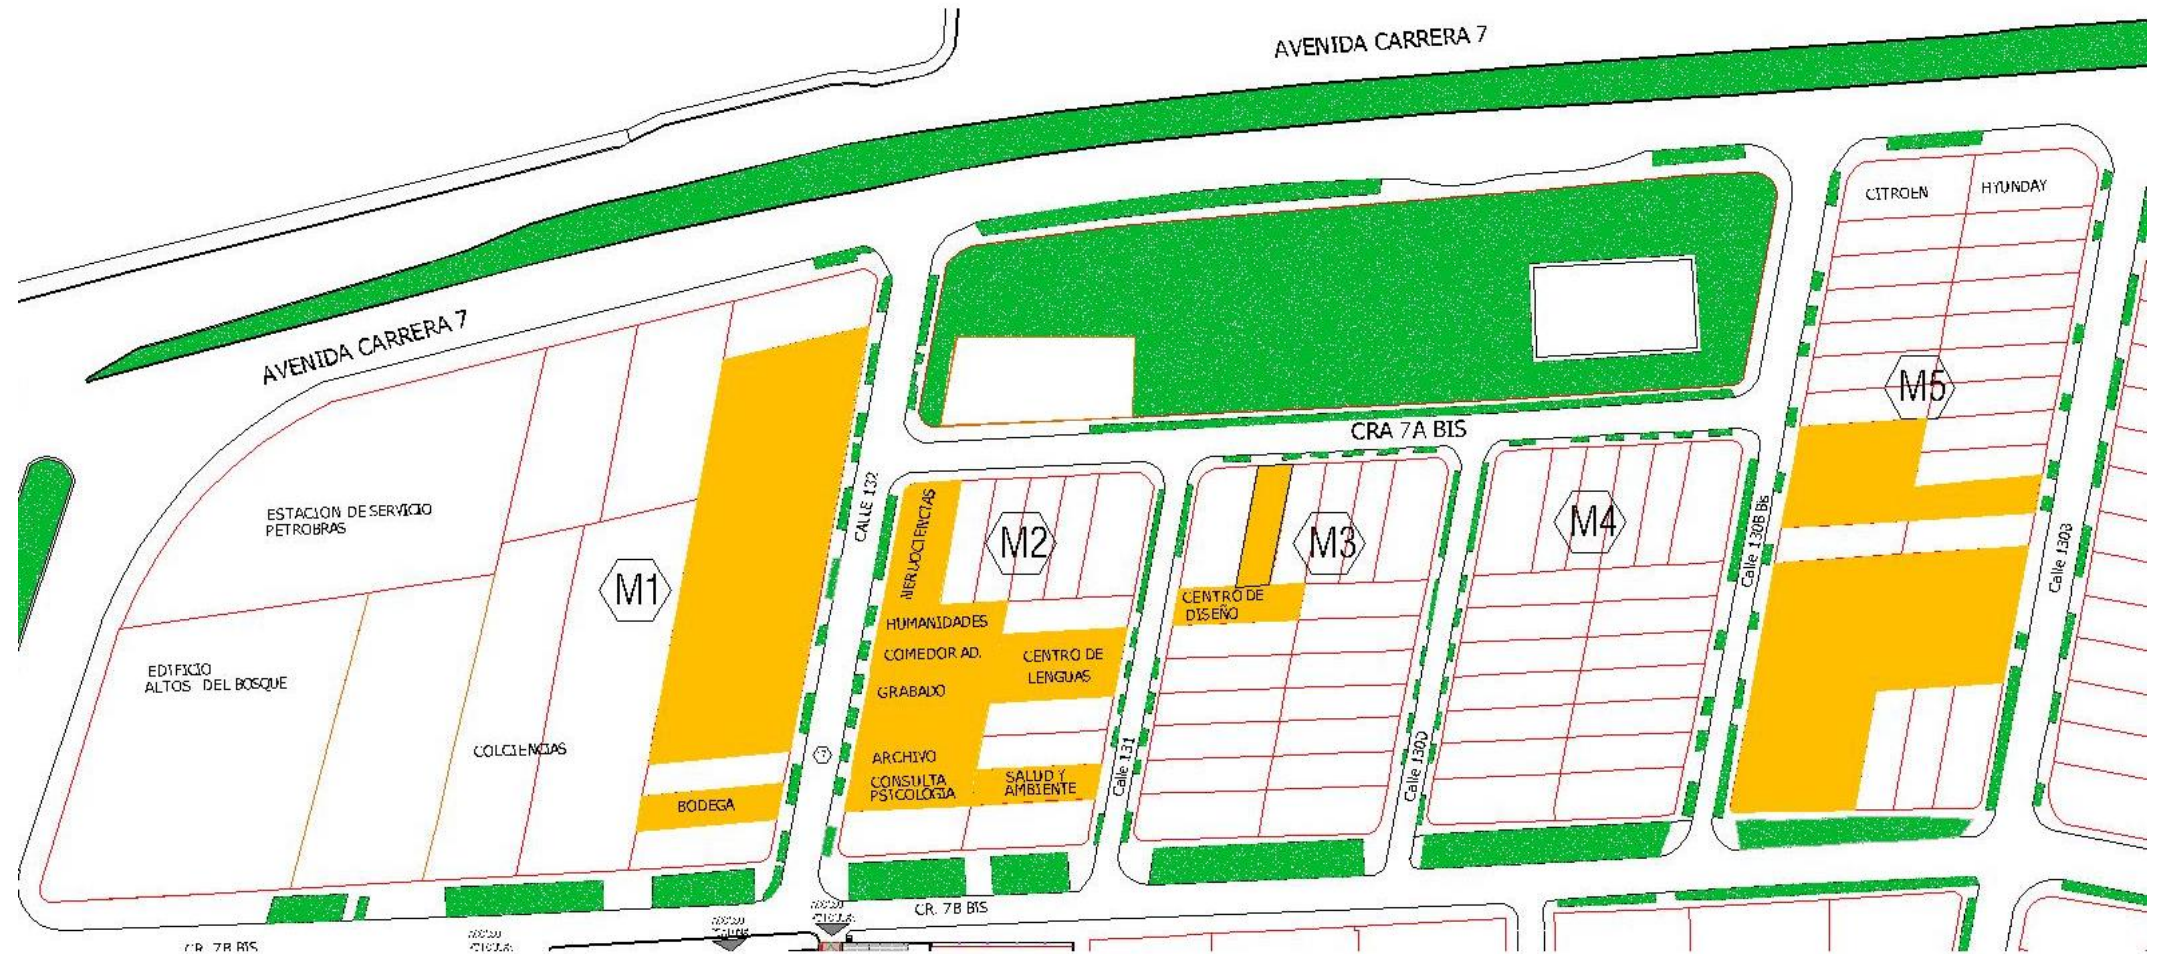 AVENIDA CARRERA 7
AVENIDA CARRERA 7
CITROEN
HYUNDAY
M5
CRA 7A BIS
ESTACION DE SERVICIO
PETROBRAS
CALLE 132
NERUOCIENCIAS
M1
M2
M3
M4
Calle 130B Bis
Calle 130B
CENTRO DE
DISEÑO
HUMANIDADES
COMEDOR AD.
CENTRO DE
LENGUAS
GRABADO
EDIFICIO
ALTOS DEL BOSQUE
COLCIENCIAS
ARCHIVO
CONSULTA
PSICOLOGIA
SALUD Y
AMBIENTE
Calle 131
Calle 130D
BODEGA
CR. 7B BIS
CR. 7B BIS